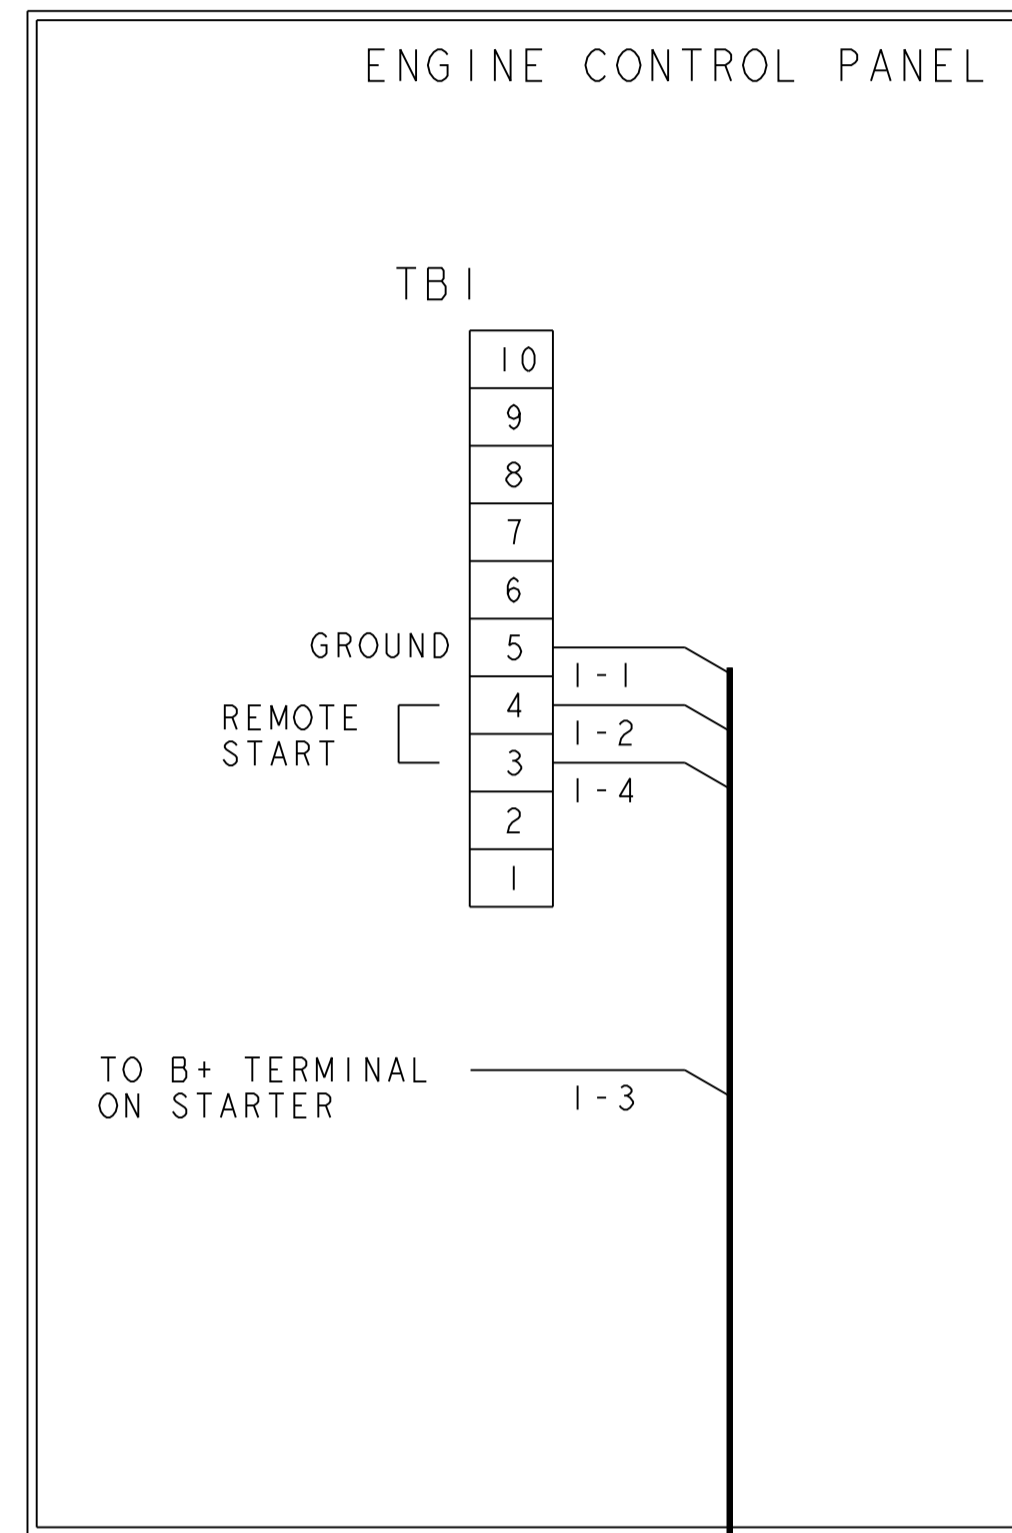 ENGINE CONTROL PANEL
TB1
10
9
8
7
6
GROUND 5
1-1
4
1-2
REMOTE
START
3
1-4
2
1
TO B+ TERMINAL
ON STARTER
1-3